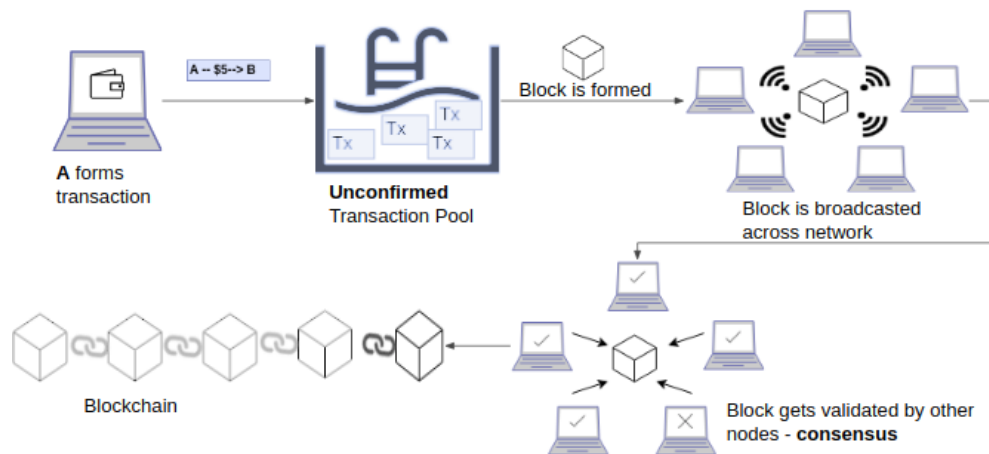 A -- $5--> B
A forms
transaction
Tx
Tx
Tx
Tx
Unconfirmed
Transaction Pool
Block is formed
Block is broadcasted
across network
Block gets validated by other
nodes - consensus
Blockchain